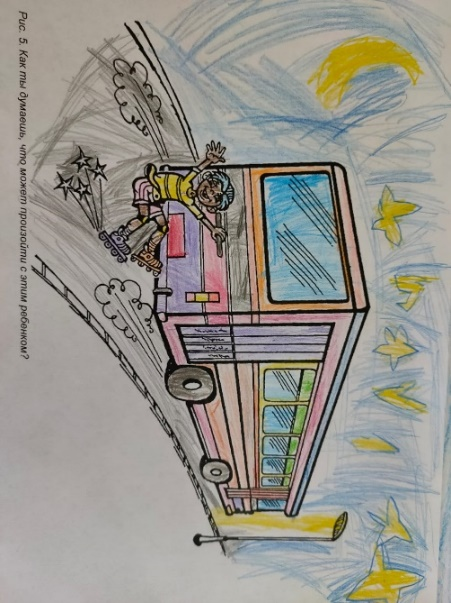 Рис. 5. Как ты думаешь, что может произойти с этим ребенком?